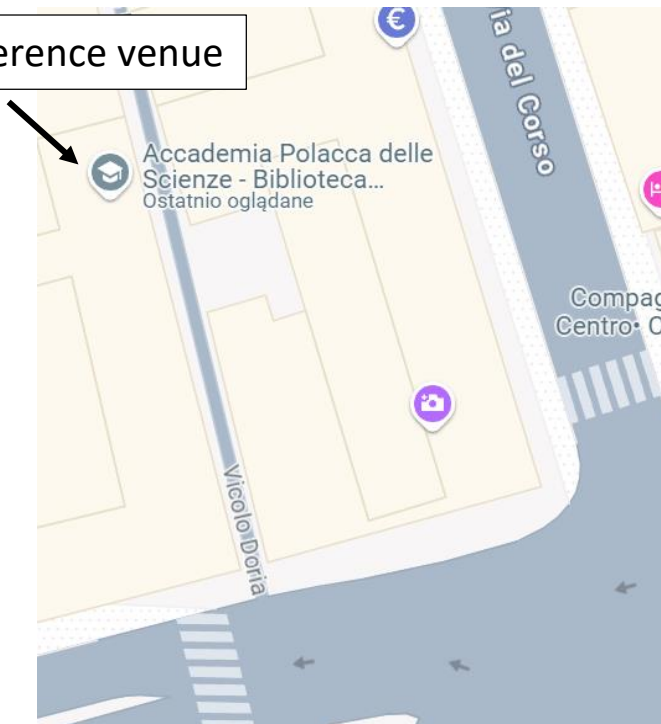 erence venue
€
ia del Corso
Accademia Polacca delle
Scienze - Biblioteca...
Ostatnio oglądane
Compag
Centro• C
Vicolo Doria